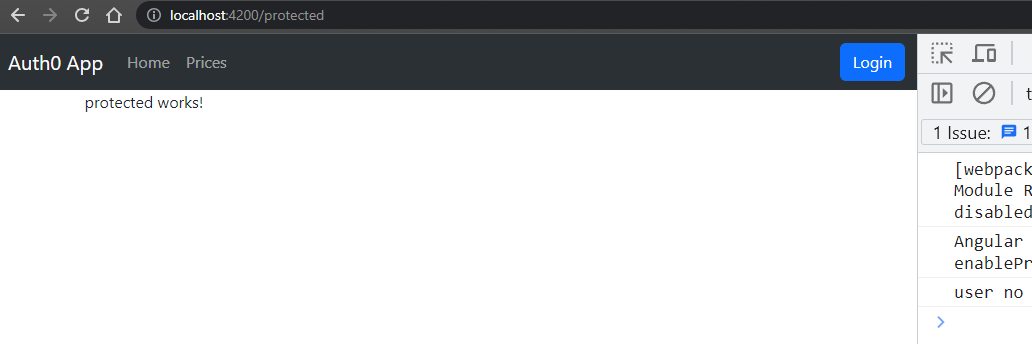 localhost:4200/protected
Auth0 App Home Prices Login
protected works!
1 Issue: 1
[webpack
Module R
disabled
Angular
enablePr
user no